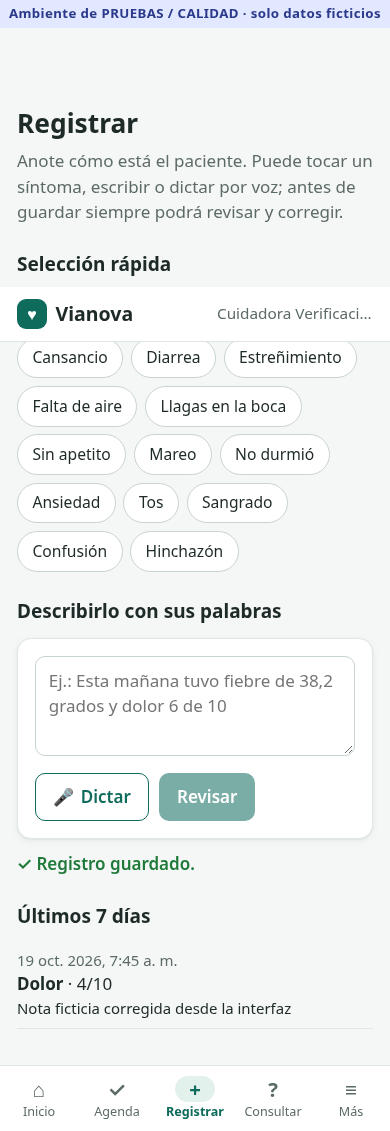 Ambiente de PRUEBAS / CALIDAD · solo datos ficticios
Registrar
Anote cómo está el paciente. Puede tocar un
síntoma, escribir o dictar por voz; antes de
guardar siempre podrá revisar y corregir.
Selección rápida
♥ Vianova Cuidadora Verificaci...
Cansancio Diarrea Estreñimiento
Falta de aire Llagas en la boca
Sin apetito Mareo No durmió
Ansiedad Tos Sangrado
Confusión Hinchazón
Describirlo con sus palabras
Ej.: Esta mañana tuvo fiebre de 38,2
grados y dolor 6 de 10
🎤 Dictar Revisar
✓ Registro guardado.
Últimos 7 días
19 oct. 2026, 7:45 a. m.
Dolor · 4/10
Nota ficticia corregida desde la interfaz
⌂ ✓ + ? ≡
Inicio Agenda Registrar Consultar Más